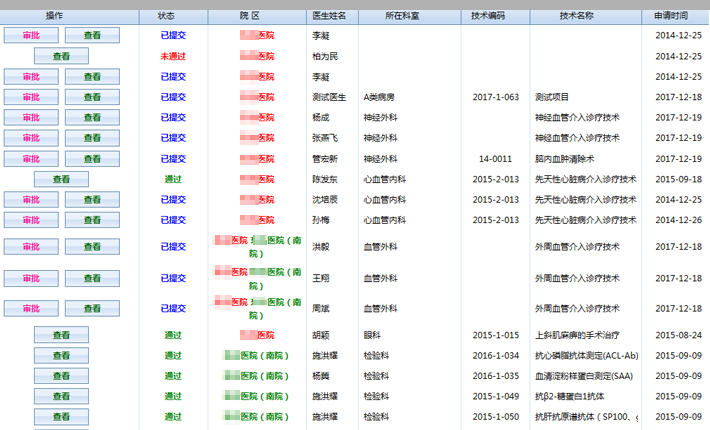 操作 状态 院 区 医生姓名 所在科室 技术编码 技术名称 申请时间
审批 查看 已提交 医院 李凝 2014-12-25
查看 未通过 医院 柏为民 2014-12-25
审批 查看 已提交 医院 李凝 2014-12-25
审批 查看 已提交 医院 测试医生 A类病房 2017-1-063 测试项目 2017-12-18
审批 查看 已提交 医院 杨成 神经外科 神经血管介入诊疗技术 2017-12-19
审批 查看 已提交 医院 张燕飞 神经外科 神经血管介入诊疗技术 2017-12-19
审批 查看 已提交 医院 管宏新 神经外科 14-0011 脑内血肿清除术 2017-12-19
查看 通过 医院 陈发东 心血管内科 2015-2-013 先天性心脏病介入诊疗技术 2015-09-18
审批 查看 已提交 医院 沈培辰 心血管内科 2015-2-013 先天性心脏病介入诊疗技术 2014-12-25
审批 查看 已提交 医院 孙梅 心血管内科 2015-2-013 先天性心脏病介入诊疗技术 2014-12-26
审批 查看 已提交 医院 医院（南院） 洪毅 血管外科 外周血管介入诊疗技术 2017-12-18
审批 查看 已提交 医院 医院（南院） 王翔 血管外科 外周血管介入诊疗技术 2017-12-18
审批 查看 已提交 医院 医院（南院） 周斌 血管外科 外周血管介入诊疗技术 2017-12-18
查看 通过 医院 胡颖 眼科 2015-1-015 上斜肌麻痹的手术治疗 2015-08-24
查看 通过 医院（南院） 施洪耀 检验科 2016-1-034 抗心磷脂抗体测定(ACL-Ab) 2015-09-09
查看 通过 医院（南院） 杨冀 检验科 2016-1-035 血清淀粉样蛋白测定(SAA) 2015-09-09
查看 通过 医院（南院） 施洪耀 检验科 2015-1-049 抗β2-糖蛋白1抗体 2015-09-09
查看 通过 医院（南院） 施洪耀 检验科 2015-1-050 抗肝抗原谱抗体（SP100、 2015-09-09